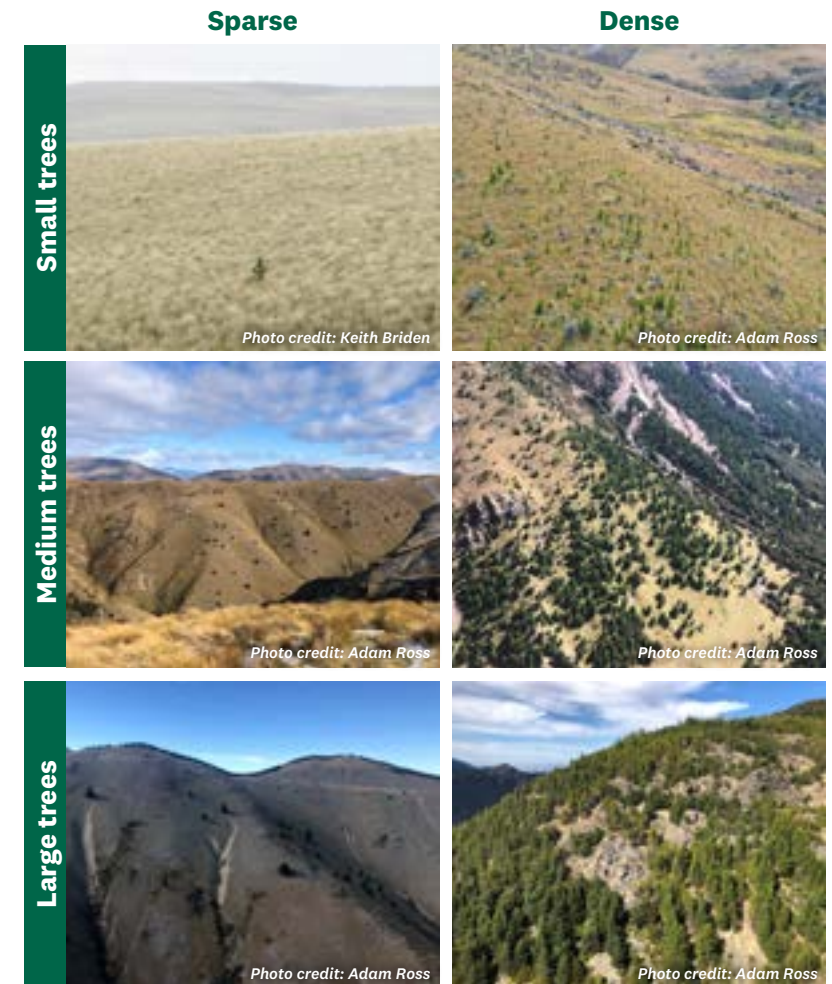 Sparse
Dense
Small trees
Photo credit: Keith Briden
Photo credit: Adam Ross
Medium trees
Photo credit: Adam Ross
Photo credit: Adam Ross
Large trees
Photo credit: Adam Ross
Photo credit: Adam Ross